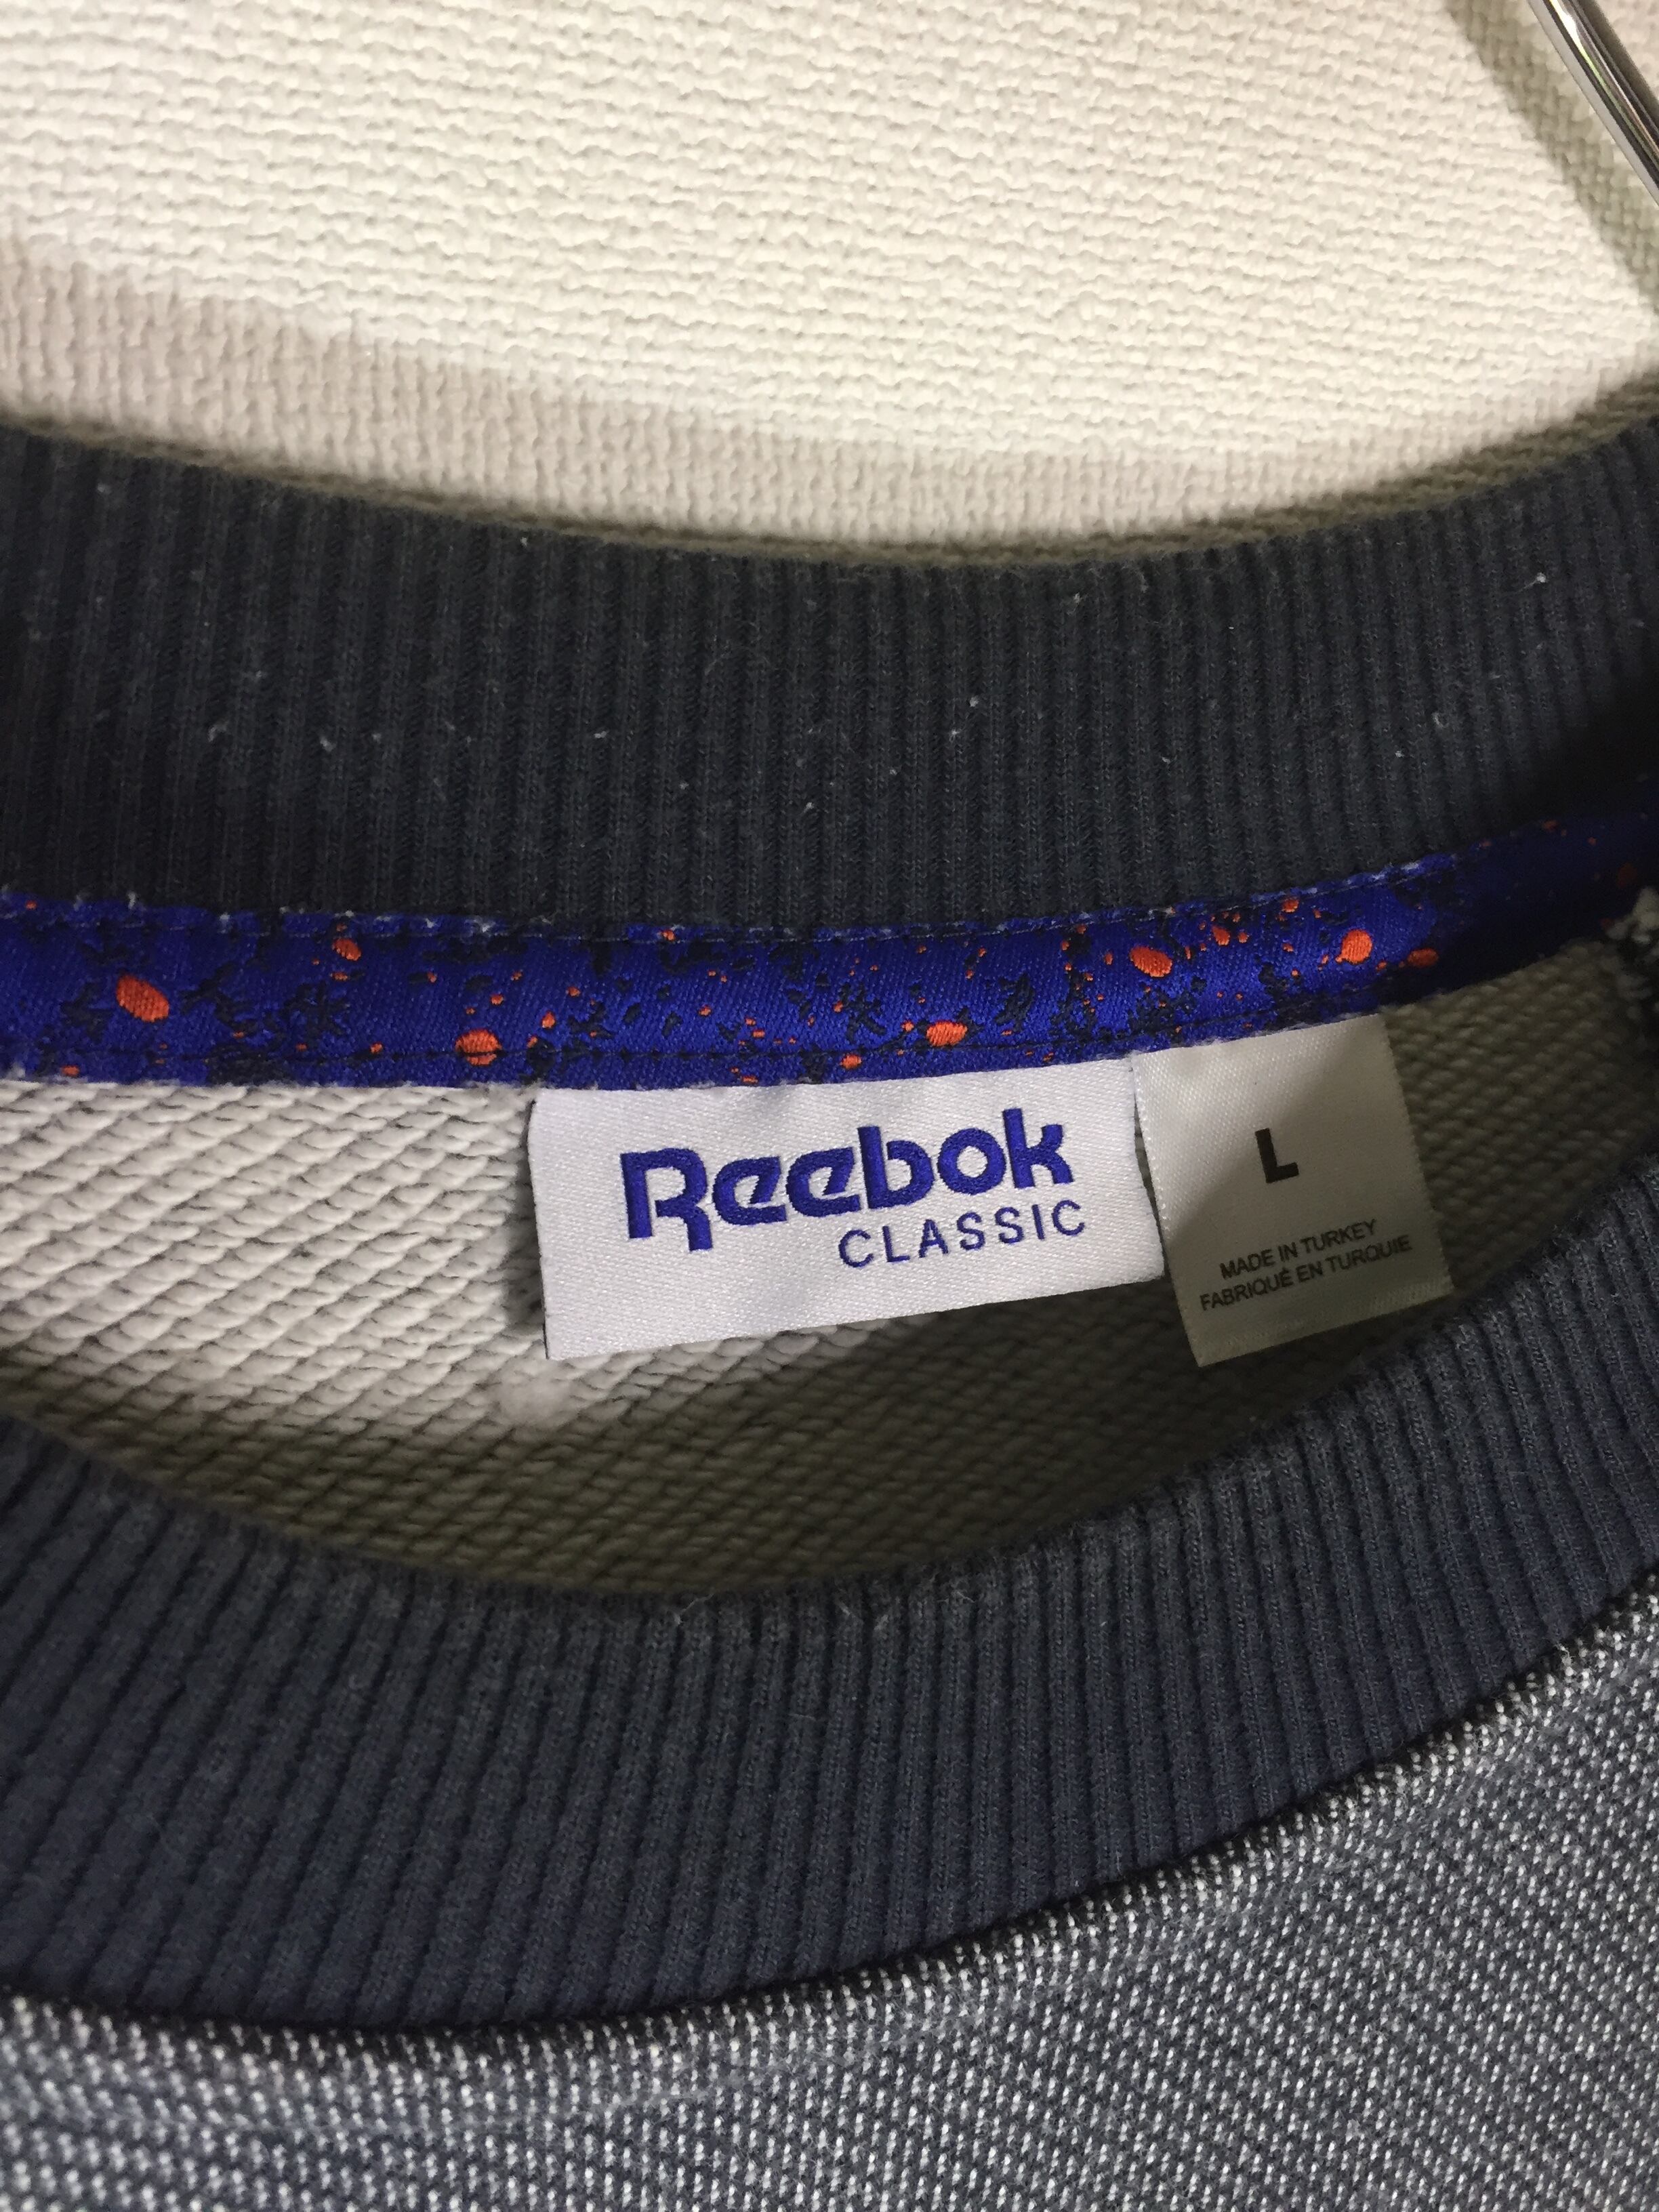 Reebok
CLASSIC
L
MADE IN TURKEY
FABRIQUÉ EN TURQUIE